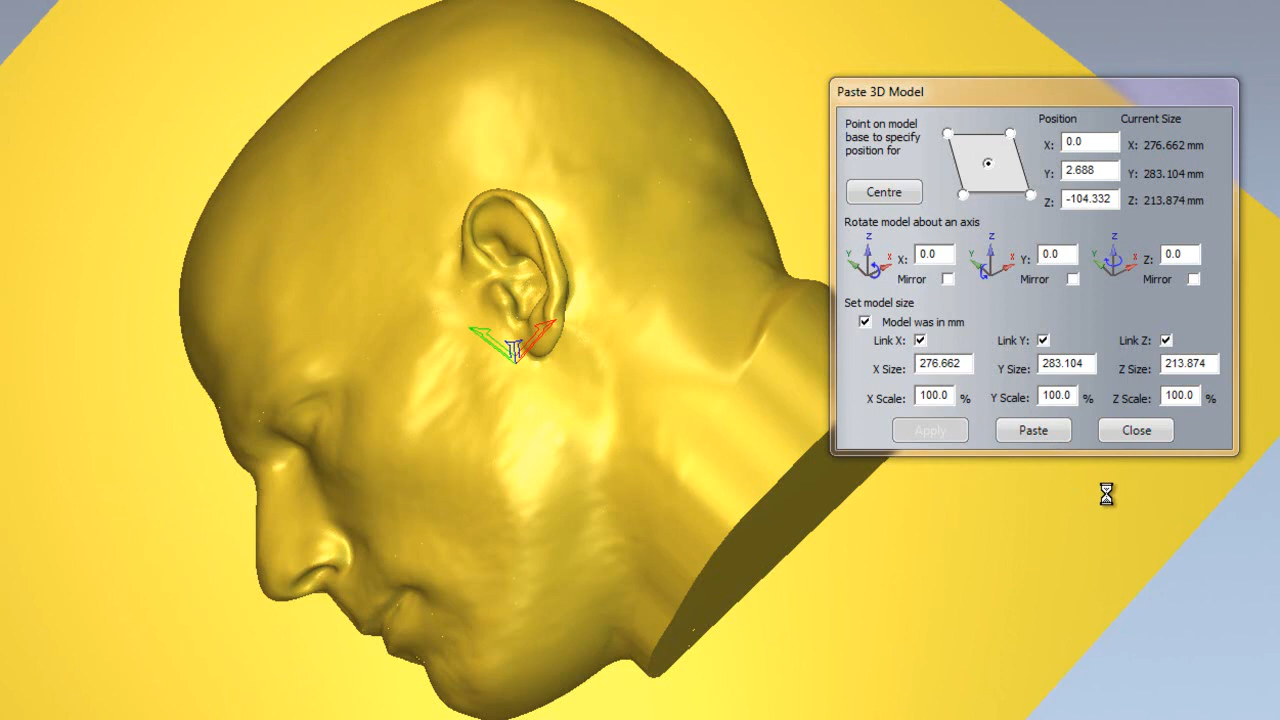 Paste 3D Model
Point on model
base to specify
position for
Centre
Position
Current Size
X: 0.0 X: 276.662 mm
Y: 2.688 Y: 283.104 mm
Z: -104.332 Z: 213.874 mm
Rotate model about an axis
Z Z Z
Y X X: 0.0 Y X Y: 0.0 Y X Z: 0.0
Mirror Mirror Mirror
Set model size
Model was in mm
Link X: Link Y: Link Z:
X Size: 276.662 Y Size: 283.104 Z Size: 213.874
X Scale: 100.0 % Y Scale: 100.0 % Z Scale: 100.0 %
Apply Paste Close